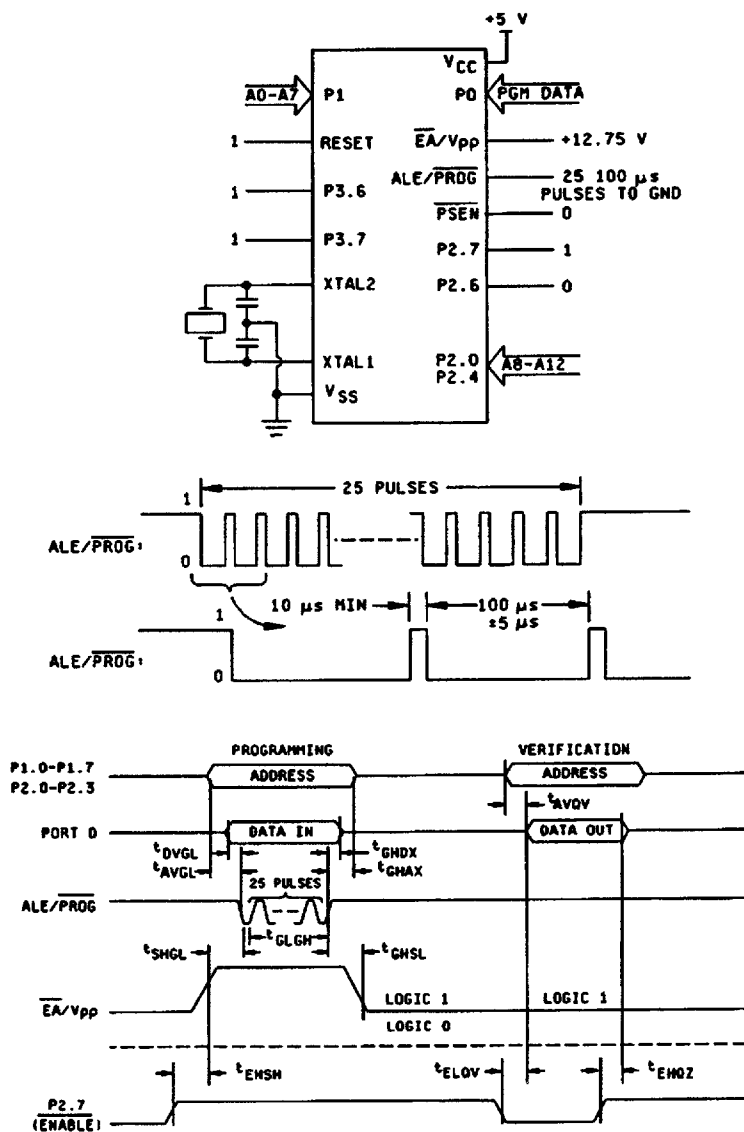 +5 V
VCC
A0-A7 P1 P0 PGM DATA
1 RESET EA/Vpp +12.75 V
ALE/PROG 25 100 µs
PULSES TO GND
1 P3.6 PSEN 0
1 P3.7 P2.7 1
XTAL2 P2.6 0
XTAL1 P2.0 A8-A12
P2.4
VSS
25 PULSES
1
ALE/PROG:
0
10 µs MIN 100 µs
±5 µs
1
ALE/PROG:
0
PROGRAMMING VERIFICATION
P1.0-P1.7
P2.0-P2.3
ADDRESS ADDRESS
tAVQV
PORT 0 DATA IN DATA OUT
tDVGL tGHDX
tAVGL tGHAX
25 PULSES
ALE/PROG
tGLGH
tSHGL tGHSL
EA/Vpp LOGIC 1 LOGIC 1
LOGIC 0
tEHSH tELQV tEHQZ
P2.7
(ENABLE)